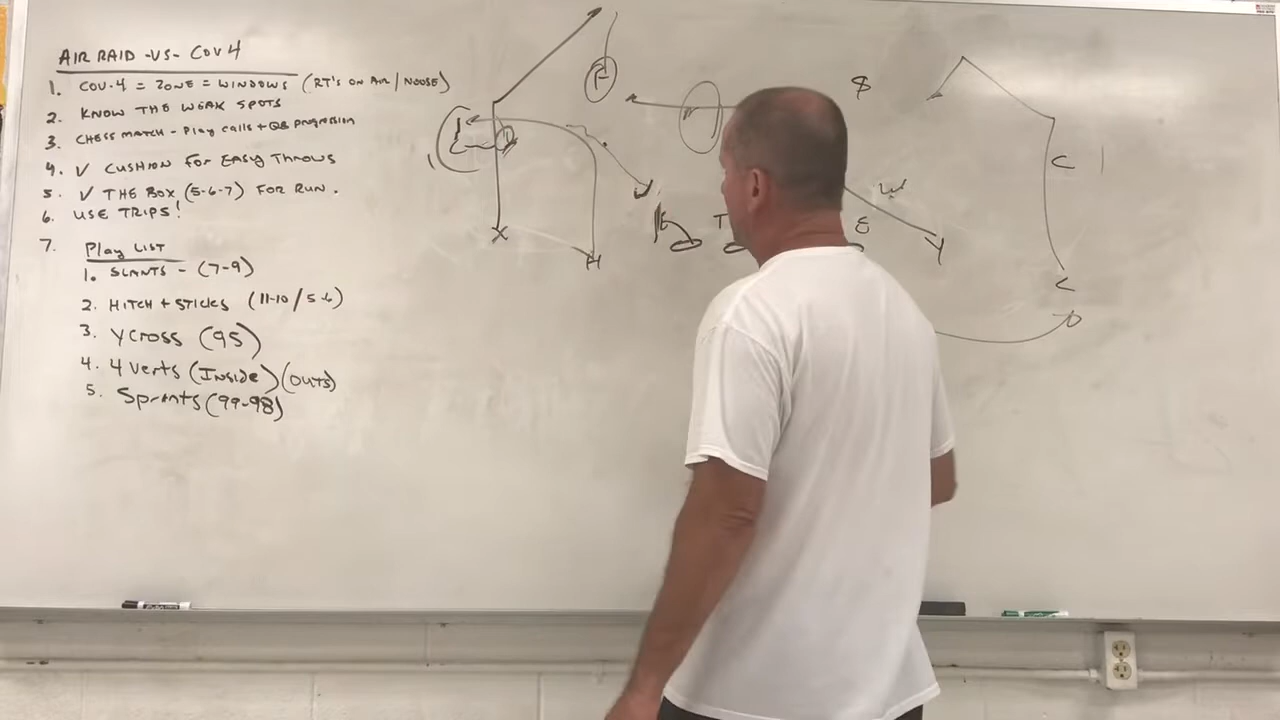 AIR RAID -VS- COV 4
1. COV.4 = ZONE = WINDOWS (RT'S ON AIR / NOOSE)
2. KNOW THE WEAK SPOTS
3. CHESS MATCH - Play calls + QB PROGRESSION
4. ✓ CUSHION FOR EASY THROWS
5. ✓ THE BOX (5-6-7) FOR RUN.
6. USE TRIPS!
7. Play LIST
1. SLANTS - (7-9)
2. HITCH + STICKS (11-10 / 5-6)
3. Y CROSS (95)
4. 4 Verts (INSIDE) (OUTS)
5. Sprints (99-98)
F
$
C
W
T
E
X
H
Y
C